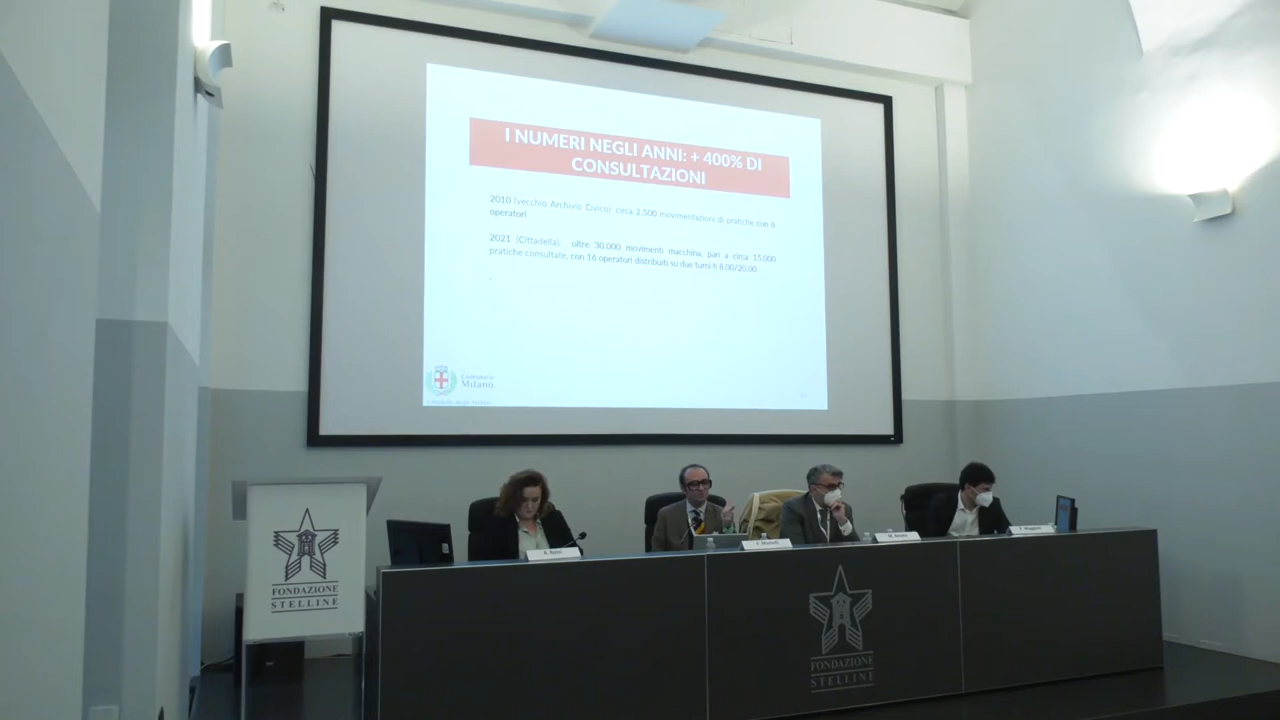 I NUMERI NEGLI ANNI: + 400% DI
CONSULTAZIONI
2010 (vecchio Archivio Civico): circa 2.500 movimentazioni di pratiche con 6
operatori
2021 (Cittadella): oltre 30.000 movimenti macchina, pari a circa 15.000
pratiche consultate, con 16 operatori distribuiti su due turni h 8.00/20.00
Comune di
Milano
FONDAZIONE
STELLINE
FONDAZIONE
STELLINE